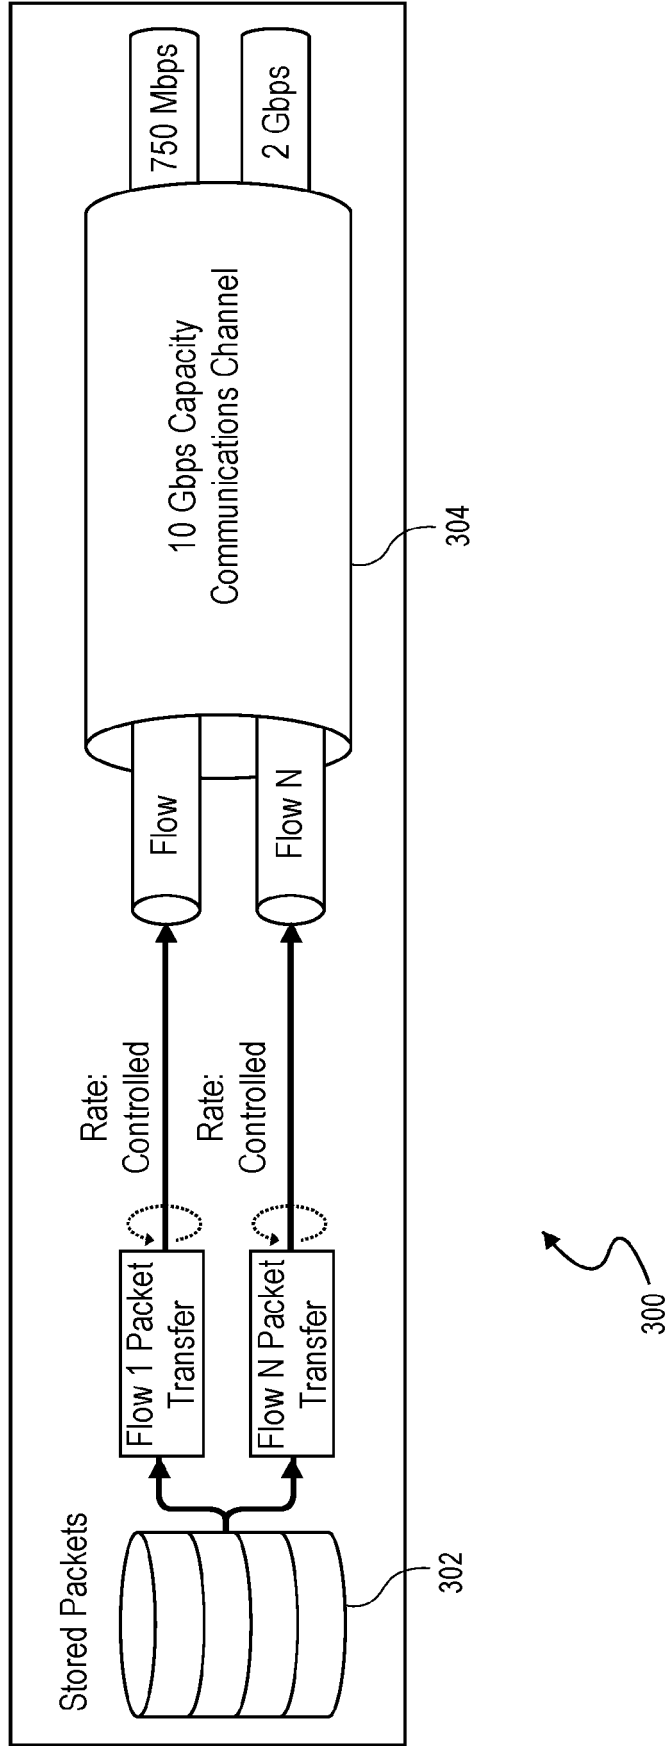 Stored Packets
302
Flow 1 Packet
Transfer
Flow N Packet
Transfer
Rate:
Controlled
Rate:
Controlled
Flow
Flow N
10 Gbps Capacity
Communications Channel
304
750 Mbps
2 Gbps
300